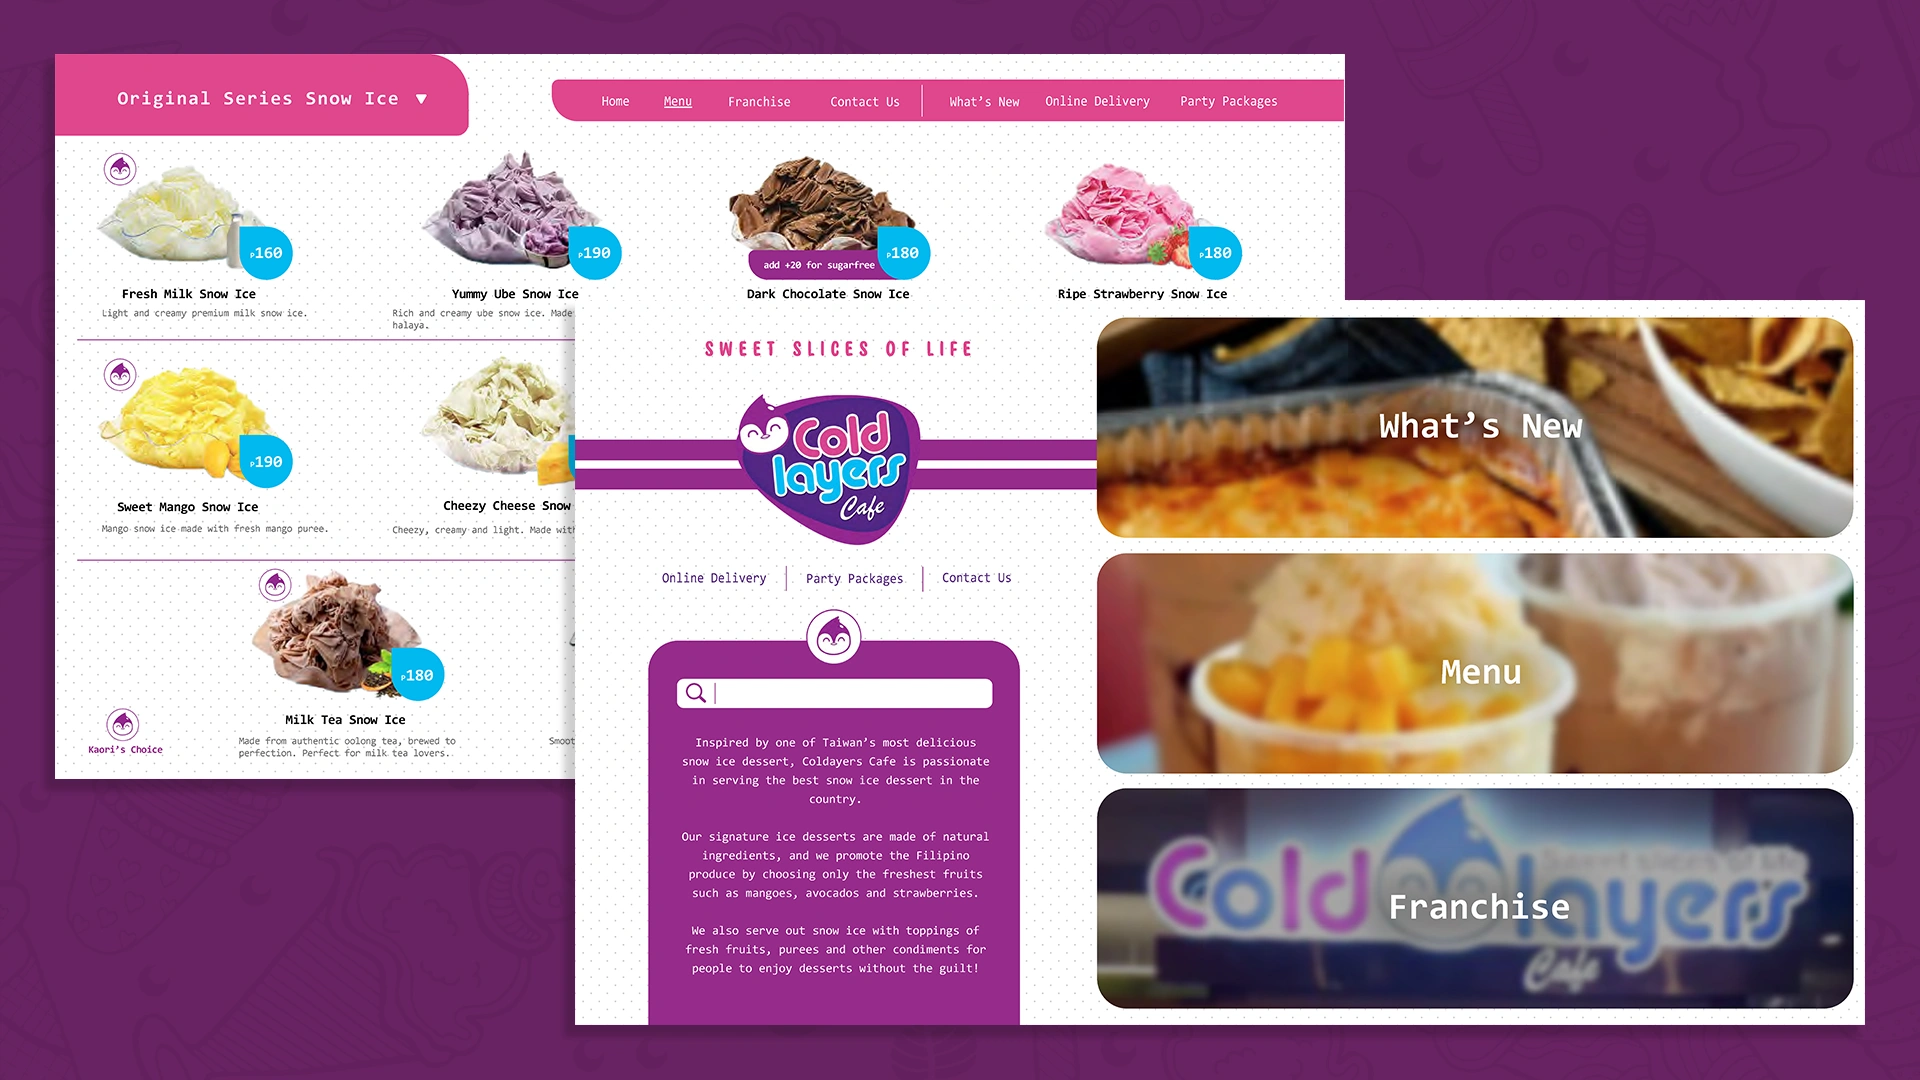 Original Series Snow Ice ▼
Home
Menu
Franchise
Contact Us
What's New
Online Delivery
Party Packages
₱160
₱190
add +20 for sugarfree
₱180
₱180
Fresh Milk Snow Ice
Light and creamy premium milk snow ice.
Yummy Ube Snow Ice
Rich and creamy ube snow ice. Made
halaya.
Dark Chocolate Snow Ice
Ripe Strawberry Snow Ice
₱190
Sweet Mango Snow Ice
Mango snow ice made with fresh mango puree.
Cheezy Cheese Snow
Cheezy, creamy and light. Made with
₱180
Milk Tea Snow Ice
Made from authentic oolong tea, brewed to
perfection. Perfect for milk tea lovers.
Kaori's Choice
Smoot
SWEET SLICES OF LIFE
Cold
layers
Cafe
Online Delivery
Party Packages
Contact Us
Inspired by one of Taiwan's most delicious
snow ice dessert, Coldayers Cafe is passionate
in serving the best snow ice dessert in the
country.
Our signature ice desserts are made of natural
ingredients, and we promote the Filipino
produce by choosing only the freshest fruits
such as mangoes, avocados and strawberries.
We also serve out snow ice with toppings of
fresh fruits, purees and other condiments for
people to enjoy desserts without the guilt!
What's New
Menu
Sweet slices of life
Cold layers
Cafe
Franchise